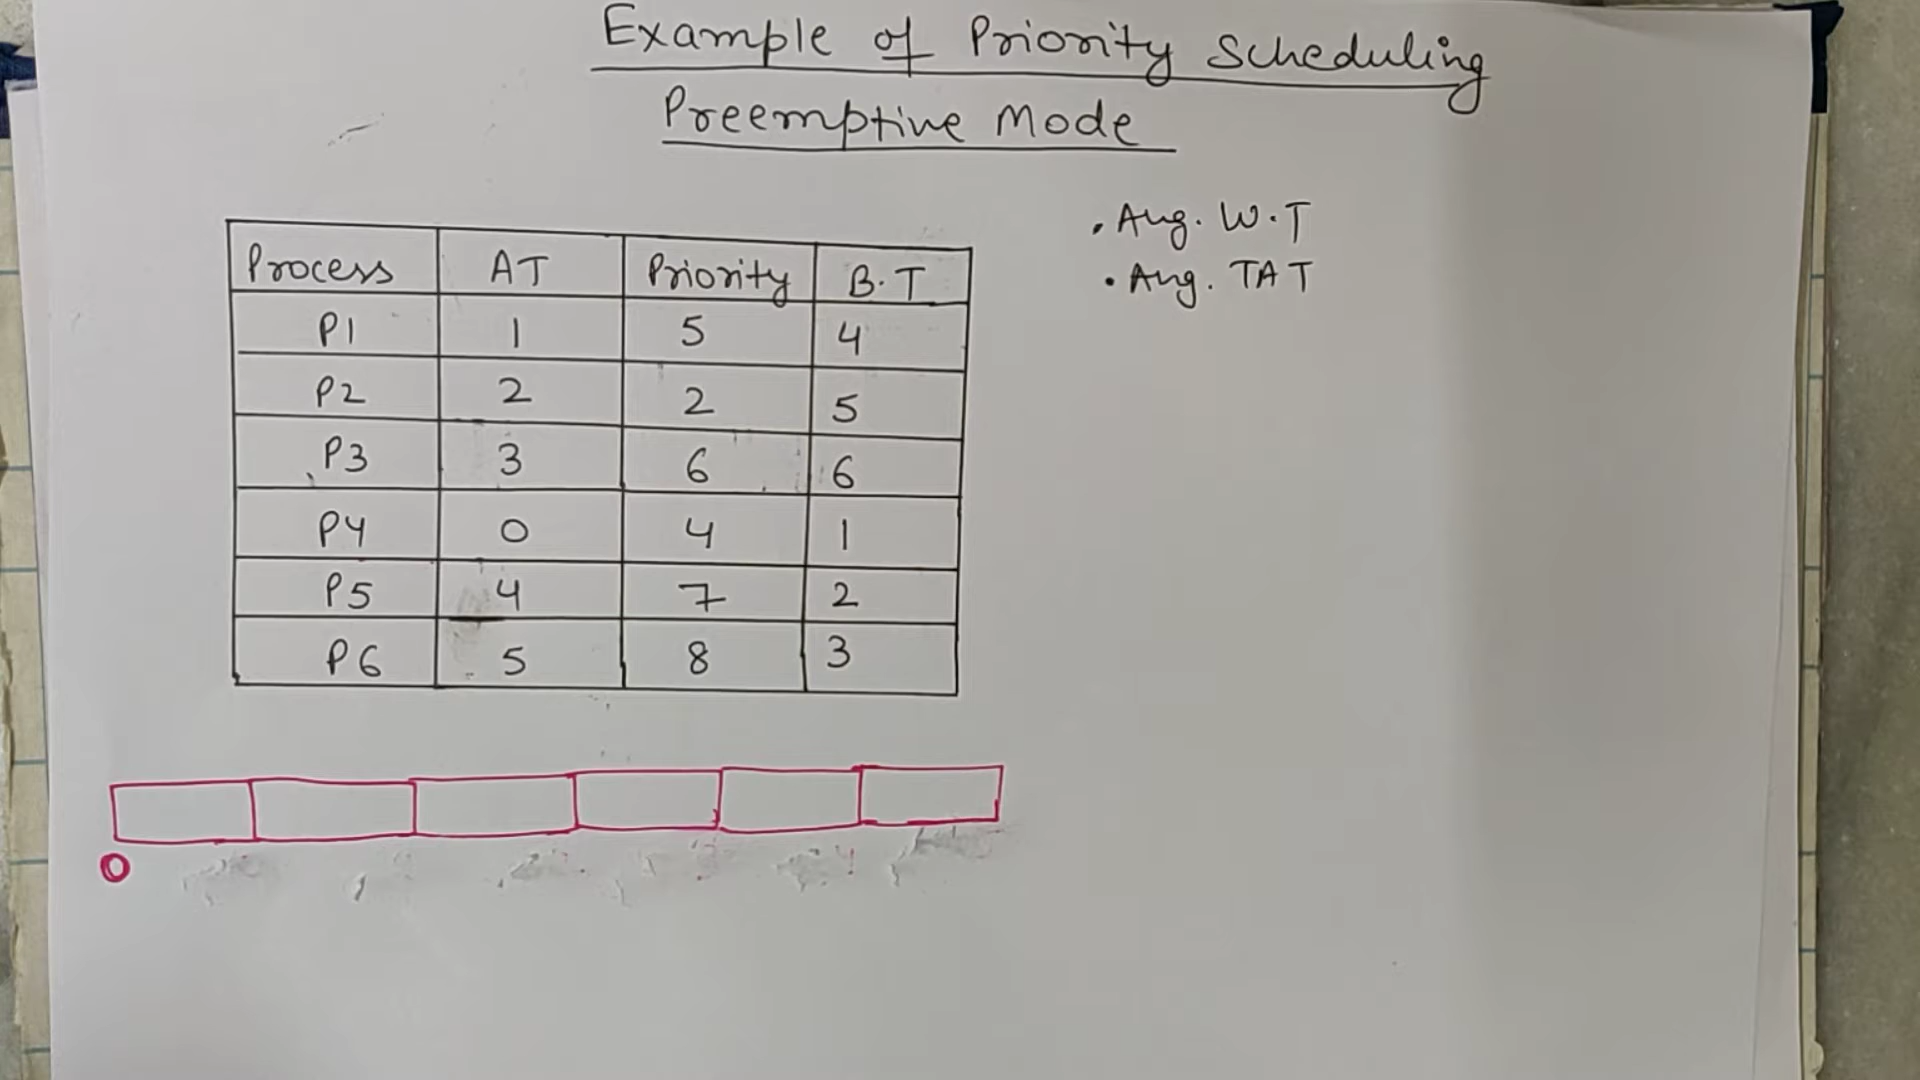 Example of Priority Scheduling
Preemptive Mode
• Avg. W.T
• Avg. TAT
Process AT Priority B.T
P1 1 5 4
P2 2 2 5
P3 3 6 6
P4 0 4 1
P5 4 7 2
P6 5 8 3
0